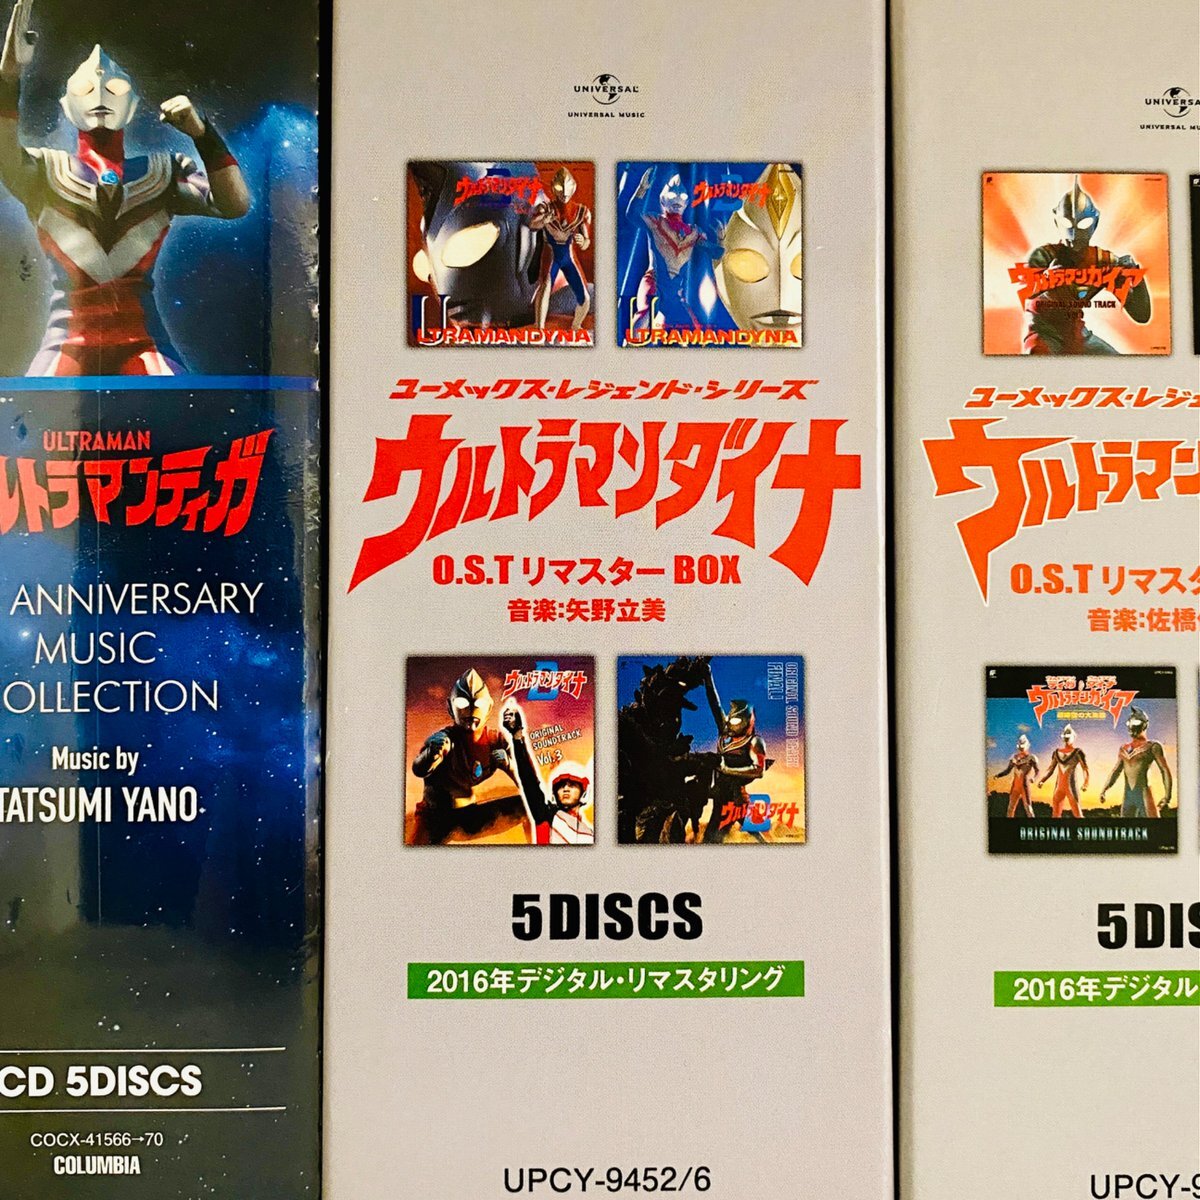 ULTRAMAN
ルトラマンティガ
ANNIVERSARY
MUSIC
OLLECTION
Music by
TATSUMI YANO
CD 5DISCS
COCX-41566→70
COLUMBIA
UNIVERSAL
UNIVERSAL MUSIC
ウルトラマンダイナ
ULTRAMANDYNA
ウルトラマンダイナ
ULTRAMANDYNA
ユーメックス・レジェンド・シリーズ
ウルトラマンダイナ
O.S.T リマスター BOX
音楽:矢野立美
ウルトラマンダイナ
ORIGINAL
SOUNDTRACK
Vol.3
ORIGINAL SOUND TRACK
FINAL!
ウルトラマンダイナ
5DISCS
2016年デジタル・リマスタリング
UPCY-9452/6
UNIVERSA
UNIVERSAL MU
ウルトラマンガイア
ORIGINAL SOUND TRACK
ユーメックス・レジ
ウルトラマン
O.S.T リマス
音楽:佐橋
ウルトラマンガイア
ORIGINAL SOUNDTRACK
5DIS
2016年デジタル・
UPCY-9